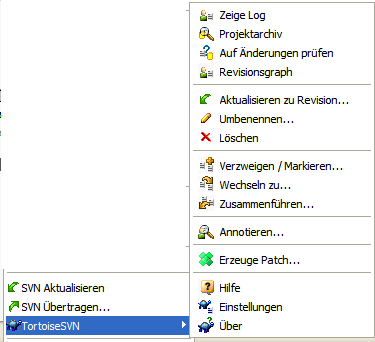 Zeige Log
Projektarchiv
Auf Änderungen prüfen
Revisionsgraph
Aktualisieren zu Revision...
Umbenennen...
Löschen
Verzweigen / Markieren...
Wechseln zu...
Zusammenführen...
Annotieren...
Erzeuge Patch...
Hilfe
Einstellungen
Über
SVN Aktualisieren
SVN Übertragen...
TortoiseSVN